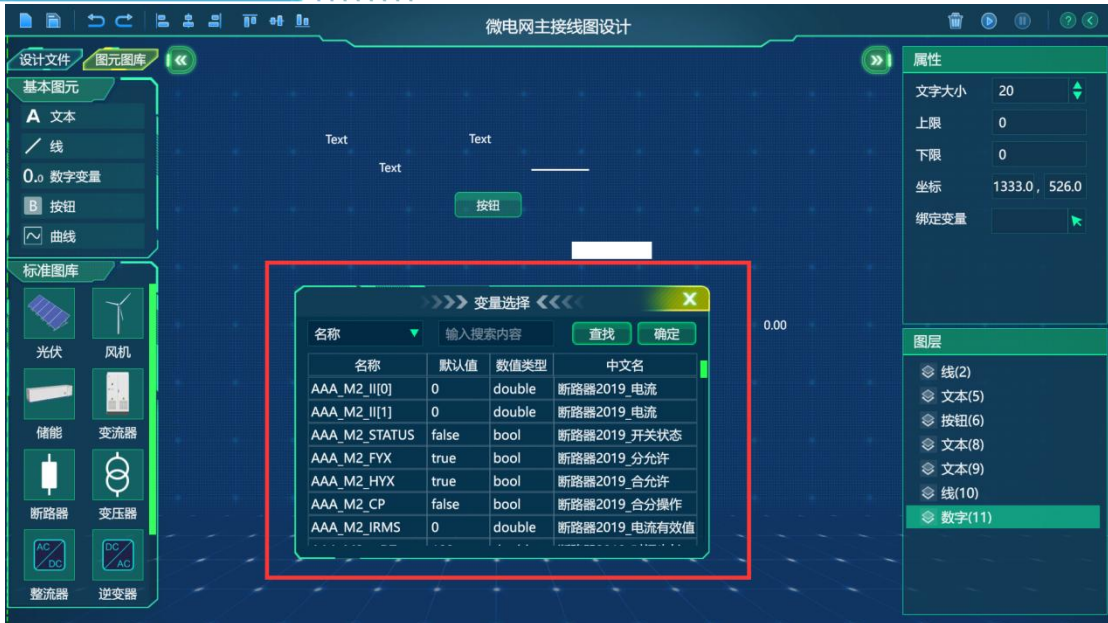 微电网主接线图设计
设计文件 图元图库
基本图元
A 文本
线
0.0 数字变量
B 按钮
曲线
标准图库
光伏 风机
储能 变流器
断路器 变压器
AC DC DC AC
整流器 逆变器
Text Text
Text
按钮
0.00
变量选择 X
名称 输入搜索内容 查找 确定
名称 默认值 数值类型 中文名
AAA_M2_II[0] 0 double 断路器2019_电流
AAA_M2_II[1] 0 double 断路器2019_电流
AAA_M2_STATUS false bool 断路器2019_开关状态
AAA_M2_FYX true bool 断路器2019_分允许
AAA_M2_HYX true bool 断路器2019_合允许
AAA_M2_CP false bool 断路器2019_合分操作
AAA_M2_IRMS 0 double 断路器2019_电流有效值
属性
文字大小 20
上限 0
下限 0
坐标 1333.0 , 526.0
绑定变量
图层
线(2)
文本(5)
按钮(6)
文本(8)
文本(9)
线(10)
数字(11)